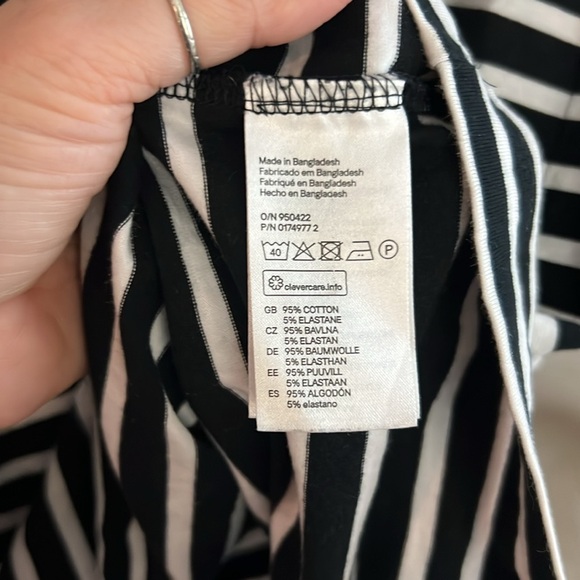 Made in Bangladesh
Fabricado em Bangladesh
Fabriqué en Bangladesh
Hecho en Bangladesh
O/N 950422
P/N 0174977 2
40 P
clevercare.info
GB 95% COTTON
5% ELASTANE
CZ 95% BAVLNA
5% ELASTAN
DE 95% BAUMWOLLE
5% ELASTHAN
EE 95% PUUVILL
5% ELASTAAN
ES 95% ALGODÓN
5% elastano